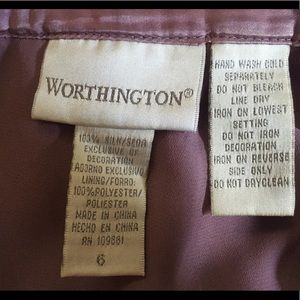 WORTHINGTON®
100% SILK/SEDA
EXCLUSIVE OF
DECORATION
ADORNO EXCLUSIVO
LINING/FORRO:
100%POLYESTER/
POLIESTER
MADE IN CHINA
HECHO EN CHINA
RN 109881
6
HAND WASH COLD
SEPARATELY
DO NOT BLEACH
LINE DRY
IRON ON LOWEST
SETTING
DO NOT IRON
DECORATION
IRON ON REVERSE
SIDE ONLY
DO NOT DRYCLEAN